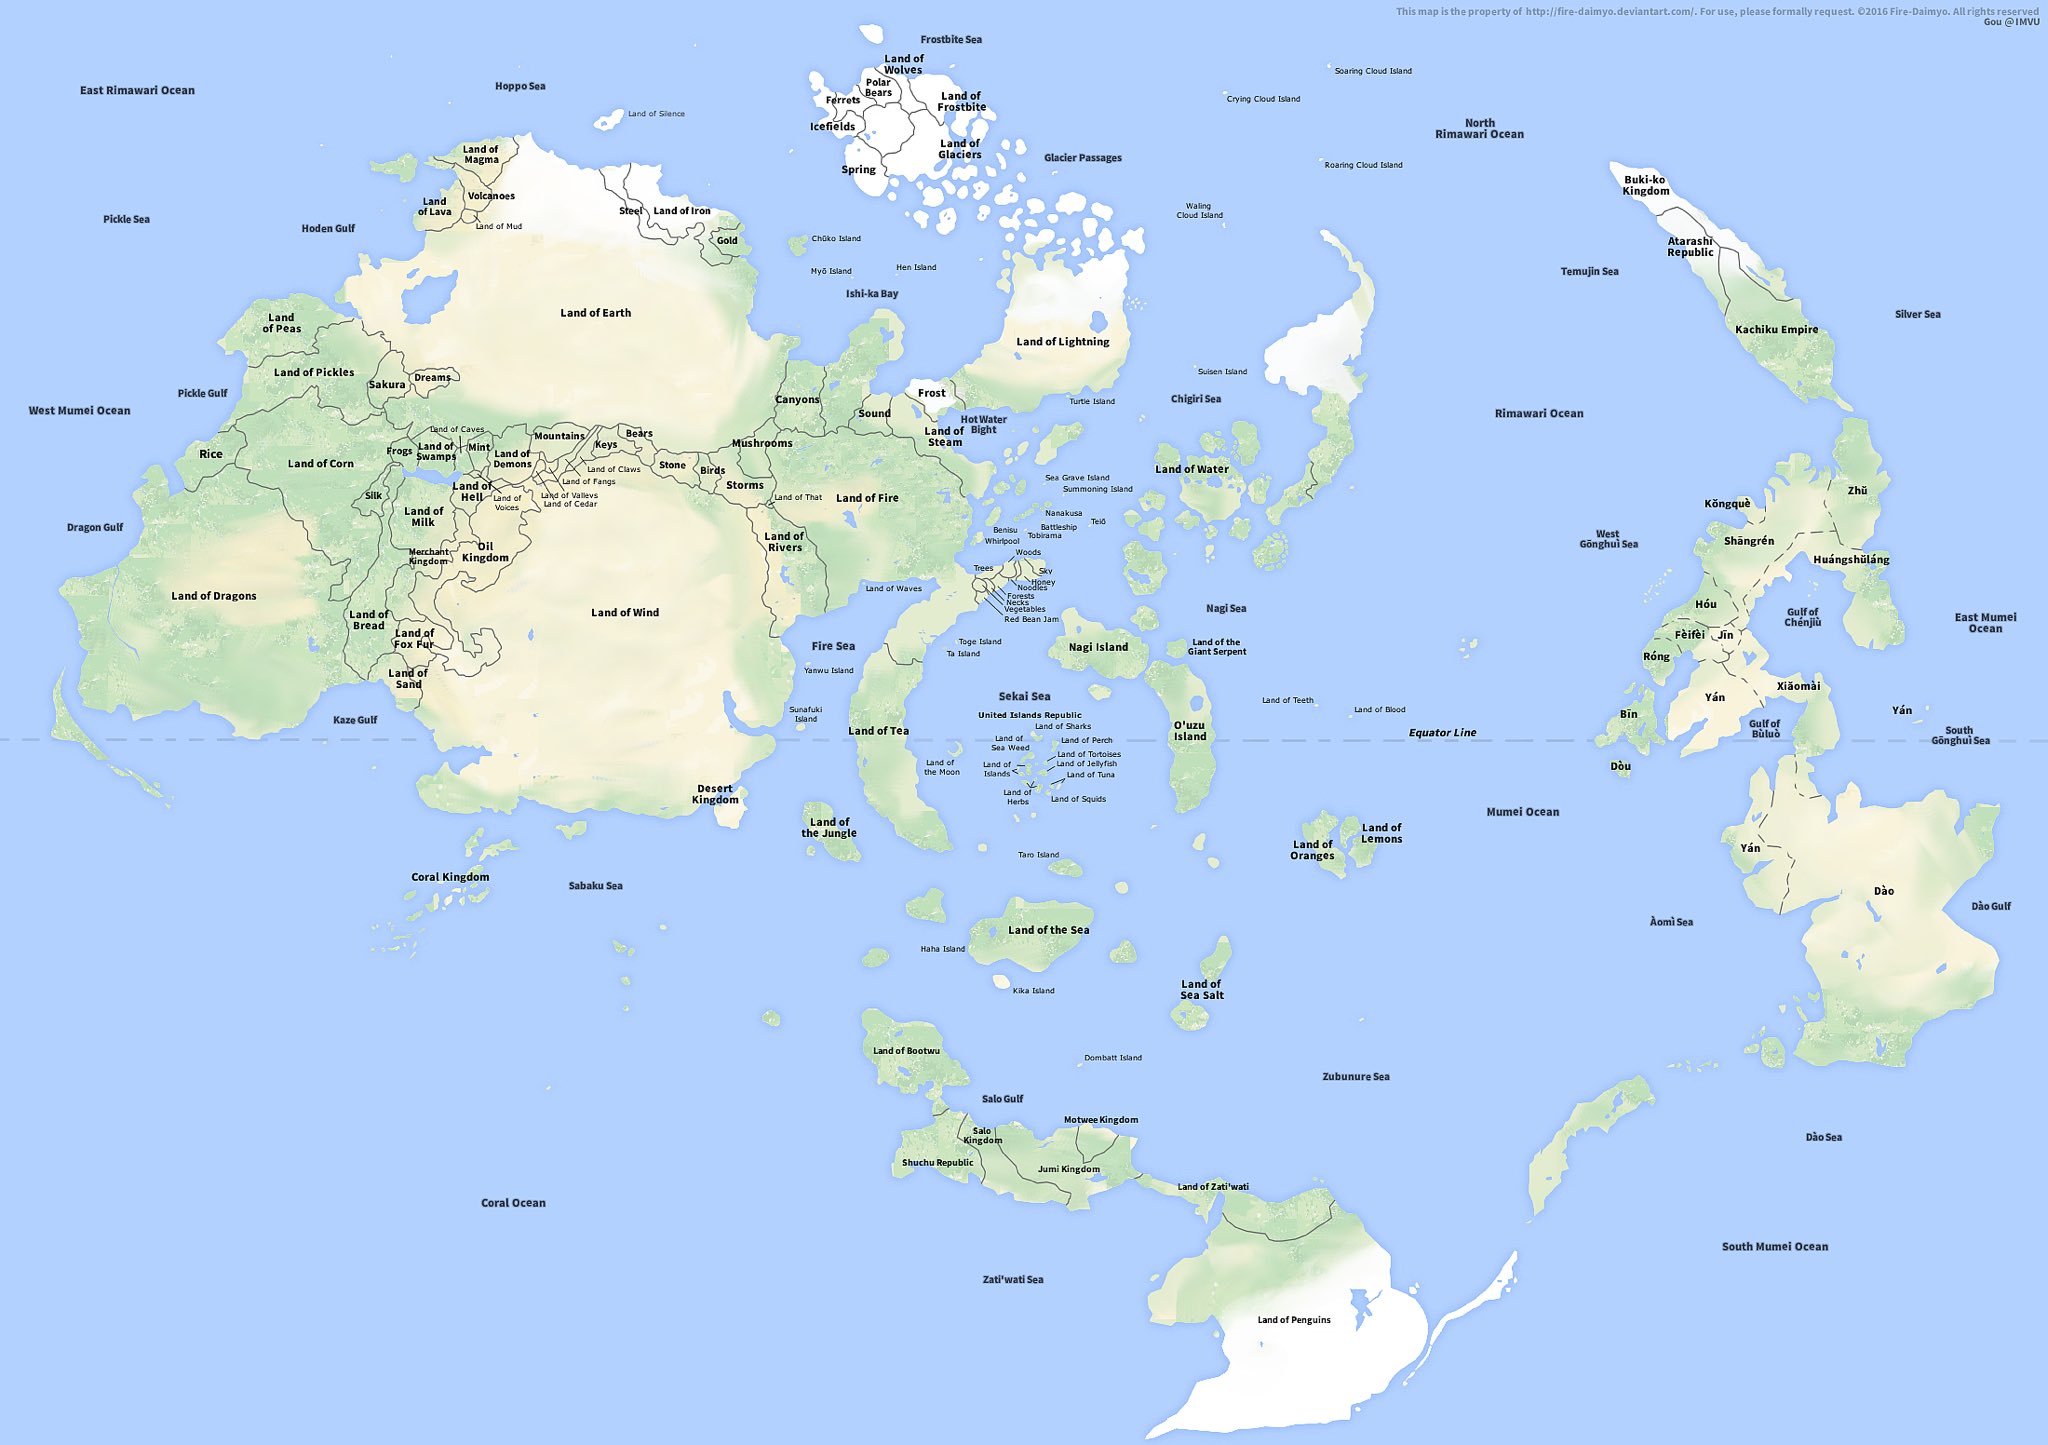 This map is the property of http://fire-daimyo.deviantart.com/. For use, please formally request. ©2016 Fire-Daimyo. All rights reserved
Gou @ IMVU
Frostbite Sea
Land of
Wolves
Soaring Cloud Island
East Rimawari Ocean
Hoppo Sea
Polar
Bears
Ferrets
Land of
Frostbite
Crying Cloud Island
Land of Silence
Icefields
North
Rimawari Ocean
Land of
Magma
Land of
Glaciers
Glacier Passages
Roaring Cloud Island
Spring
Buki-ko
Kingdom
Volcanoes
Land
of Lava
Steel
Land of Iron
Waling
Cloud Island
Pickle Sea
Hoden Gulf
Land of Mud
Gold
Chūko Island
Atarashī
Republic
Myō Island
Hen Island
Temujin Sea
Ishi-ka Bay
Land of Earth
Silver Sea
Land
of Peas
Kachiku Empire
Land of Lightning
Land of Pickles
Sakura
Dreams
Suisen Island
Pickle Gulf
Frost
Canyons
Turtle Island
Chigiri Sea
West Mumei Ocean
Sound
Rimawari Ocean
Hot Water
Bight
Land of Caves
Land of
Steam
Mountains
Bears
Keys
Mushrooms
Rice
Frogs
Land of
Swamps
Mint
Land of
Demons
Land of Corn
Stone
Birds
Land of Claws
Land of Water
Land of Fangs
Storms
Sea Grave Island
Summoning Island
Silk
Land of
Hell
Land of
Voices
Land of Valleys
Land of Cedar
Land of That
Land of Fire
Zhŭ
Kŏngquè
Land of
Milk
Nanakusa
Teiō
Dragon Gulf
Benisu
Battleship
Tobirama
Whirlpool
Land of
Rivers
West
Gōnghuì Sea
Shāngrén
Merchant
Kingdom
Oil
Kingdom
Woods
Huángshŭláng
Trees
Sky
Honey
Noodles
Forests
Necks
Vegetables
Red Bean Jam
Land of Waves
Land of Dragons
Land of Wind
Land of
Bread
Nagi Sea
Hóu
Gulf of
Chénjiù
East Mumei
Ocean
Land of
Fox Fur
Fire Sea
Toge Island
Ta Island
Nagi Island
Land of the
Giant Serpent
Fèifèi
Jīn
Róng
Land of
Sand
Yanwu Island
Sekai Sea
Land of Teeth
Land of Blood
Yán
Xiăomài
Kaze Gulf
Sunafuki
Island
United Islands Republic
Land of Sharks
Bīn
Yán
Land of Tea
Land of
Sea Weed
Land of Perch
O'uzu
Island
Equator Line
Gulf of
Bùluò
South
Gōnghuì Sea
Land of Tortoises
Land of Jellyfish
Land of
the Moon
Land of
Islands
Land of Tuna
Dòu
Desert
Kingdom
Land of
Herbs
Land of Squids
Mumei Ocean
Land of
the Jungle
Land of
Oranges
Land of
Lemons
Yán
Taro Island
Coral Kingdom
Sabaku Sea
Dào
Dào Gulf
Àomì Sea
Land of the Sea
Haha Island
Kika Island
Land of
Sea Salt
Land of Bootwu
Dombatt Island
Zubunure Sea
Salo Gulf
Motwee Kingdom
Salo
Kingdom
Dào Sea
Shuchu Republic
Jumi Kingdom
Land of Zati'wati
Coral Ocean
South Mumei Ocean
Zati'wati Sea
Land of Penguins